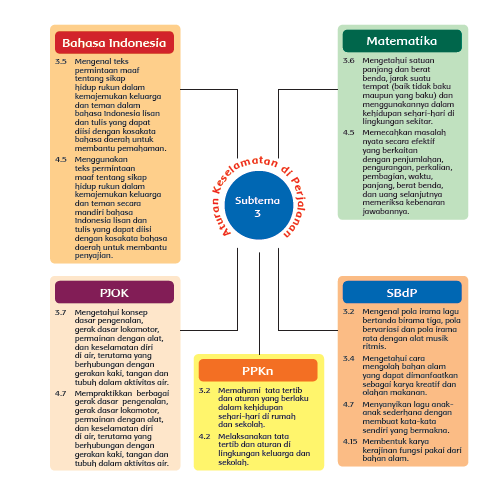 Bahasa Indonesia
3.5 Mengenal teks
permintaan maaf
tentang sikap
hidup rukun dalam
kemajemukan keluarga
dan teman dalam
bahasa Indonesia lisan
dan tulis yang dapat
diisi dengan kosakata
bahasa daerah untuk
membantu pemahaman.
4.5 Menggunakan
teks permintaan
maaf tentang sikap
hidup rukun dalam
kemajemukan keluarga
dan teman secara
mandiri bahasa
Indonesia lisan dan
tulis yang dapat diisi
dengan kosakata bahasa
daerah untuk membantu
penyajian.
Matematika
3.6 Mengetahui satuan
panjang dan berat
benda, jarak suatu
tempat (baik tidak baku
maupun yang baku) dan
menggunakannya dalam
kehidupan sehari-hari di
lingkungan sekitar.
4.5 Memecahkan masalah
nyata secara efektif
yang berkaitan
dengan penjumlahan,
pengurangan, perkalian,
pembagian, waktu,
panjang, berat benda,
dan uang selanjutnya
memeriksa kebenaran
jawabannya.
Aturan Keselamatan di Perjalanan
Subtema
3
PJOK
3.7 Mengetahui konsep
dasar pengenalan,
gerak dasar lokomotor,
permainan dengan alat,
dan keselamatan diri
di air, terutama yang
berhubungan dengan
gerakan kaki, tangan dan
tubuh dalam aktivitas air.
4.7 Mempraktikkan berbagai
gerak dasar pengenalan,
gerak dasar lokomotor,
permainan dengan alat,
dan keselamatan diri
di air, terutama yang
berhubungan dengan
gerakan kaki, tangan dan
tubuh dalam aktivitas air.
PPKn
3.2 Memahami tata tertib
dan aturan yang berlaku
dalam kehidupan
sehari-hari di rumah
dan sekolah.
4.2 Melaksanakan tata
tertib dan aturan di
lingkungan keluarga dan
sekolah.
SBdP
3.2 Mengenal pola irama lagu
bertanda birama tiga, pola
bervariasi dan pola irama
rata dengan alat musik
ritmis.
3.4 Mengetahui cara
mengolah bahan alam
yang dapat dimanfaatkan
sebagai karya kreatif dan
olahan makanan.
4.7 Menyanyikan lagu anak-
anak sederhana dengan
membuat kata-kata
sendiri yang bermakna.
4.15 Membentuk karya
kerajinan fungsi pakai dari
bahan alam.